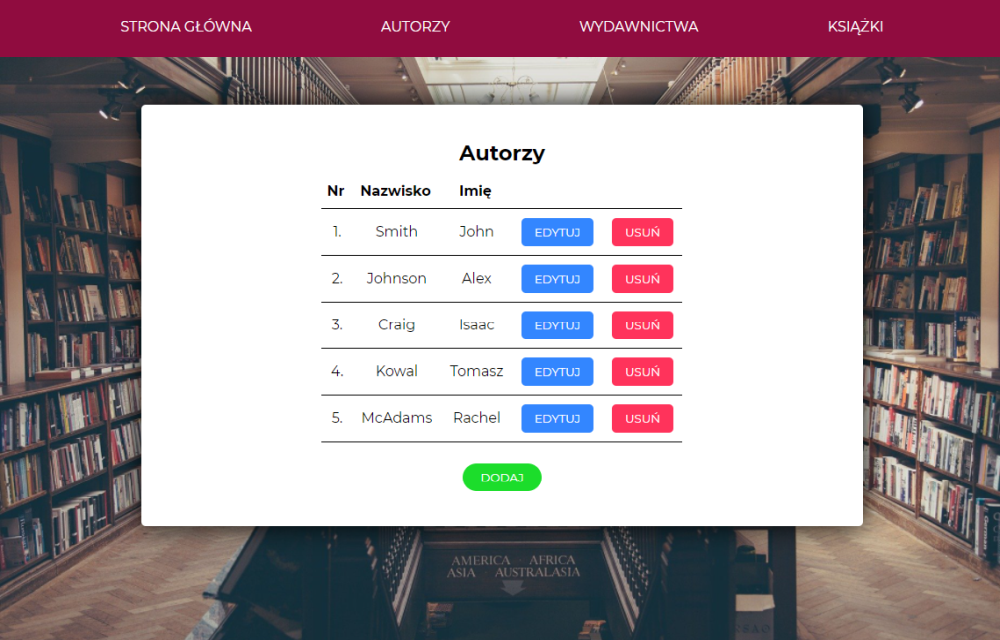 STRONA GŁÓWNA AUTORZY WYDAWNICTWA KSIĄŻKI
Autorzy
Nr Nazwisko Imię
1. Smith John EDYTUJ USUŃ
2. Johnson Alex EDYTUJ USUŃ
3. Craig Isaac EDYTUJ USUŃ
4. Kowal Tomasz EDYTUJ USUŃ
5. McAdams Rachel EDYTUJ USUŃ
DODAJ
AMERICA AFRICA
ASIA AUSTRALASIA